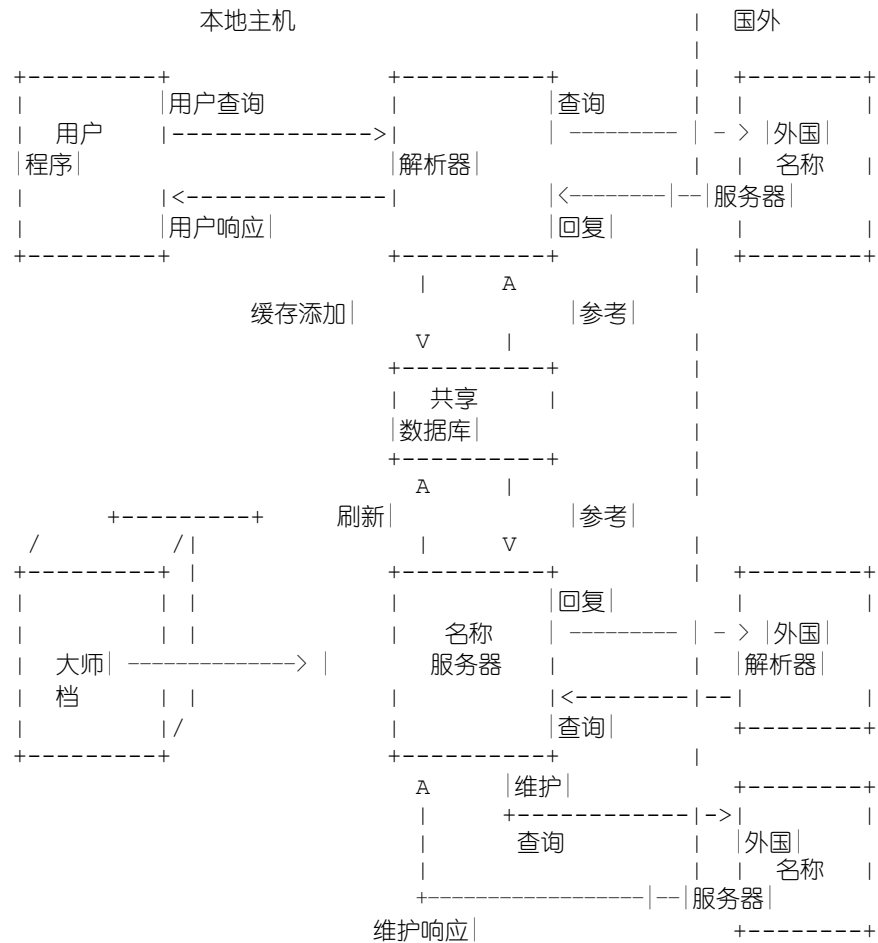 本地主机 | 国外
|
+---------+ +----------+ | +--------+
| |用户查询 | |查询 | | |
| 用户 |-------------->| | --------- | - > |外国|
|程序| |解析器| | | 名称 |
| |<--------------| |<--------|--|服务器|
| |用户响应| |回复| | |
+---------+ +----------+ | +--------+
| A |
缓存添加| |参考|
V | |
+----------+ |
| 共享 | |
|数据库| |
+----------+ |
A | |
+---------+ 刷新| |参考|
/ /| | V |
+---------+ | +----------+ | +--------+
| | | | |回复| | |
| | | | 名称 | --------- | - > |外国|
| 大师| --------------> | 服务器 | | |解析器|
| 档 | | | |<--------|--| |
| |/ | |查询| +--------+
+---------+ +----------+ |
A |维护| +--------+
| +------------|->| |
| 查询 | |外国|
| | | 名称 |
+------------------|--|服务器|
维护响应| +--------+